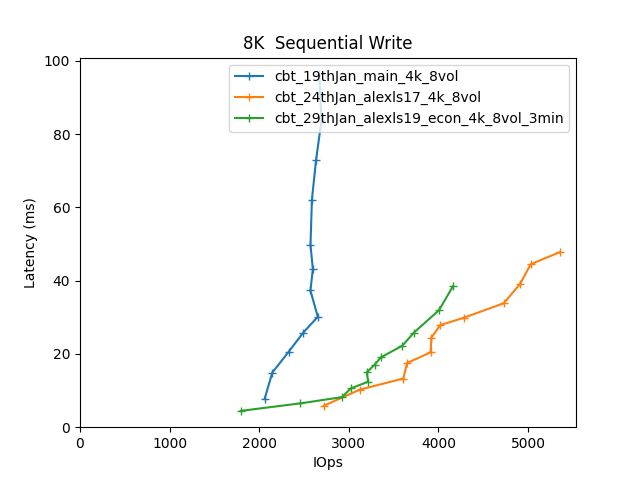 8K  Sequential Write
cbt_19thJan_main_4k_8vol
cbt_24thJan_alexls17_4k_8vol
cbt_29thJan_alexls19_econ_4k_8vol_3min
100
80
60
40
20
0
Latency (ms)
0 1000 2000 3000 4000 5000
IOps